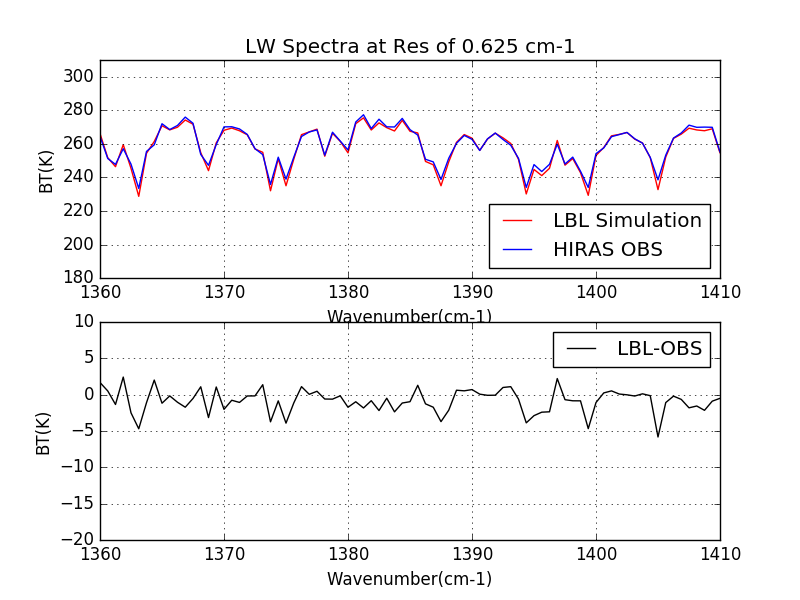 LW Spectra at Res of 0.625 cm-1
300
280
260
240
220
200
180
BT(K)
LBL Simulation
HIRAS OBS
1360 1370 1380 1390 1400 1410
Wavenumber(cm-1)
10
5
0
−5
−10
−15
−20
BT(K)
LBL-OBS
1360 1370 1380 1390 1400 1410
Wavenumber(cm-1)